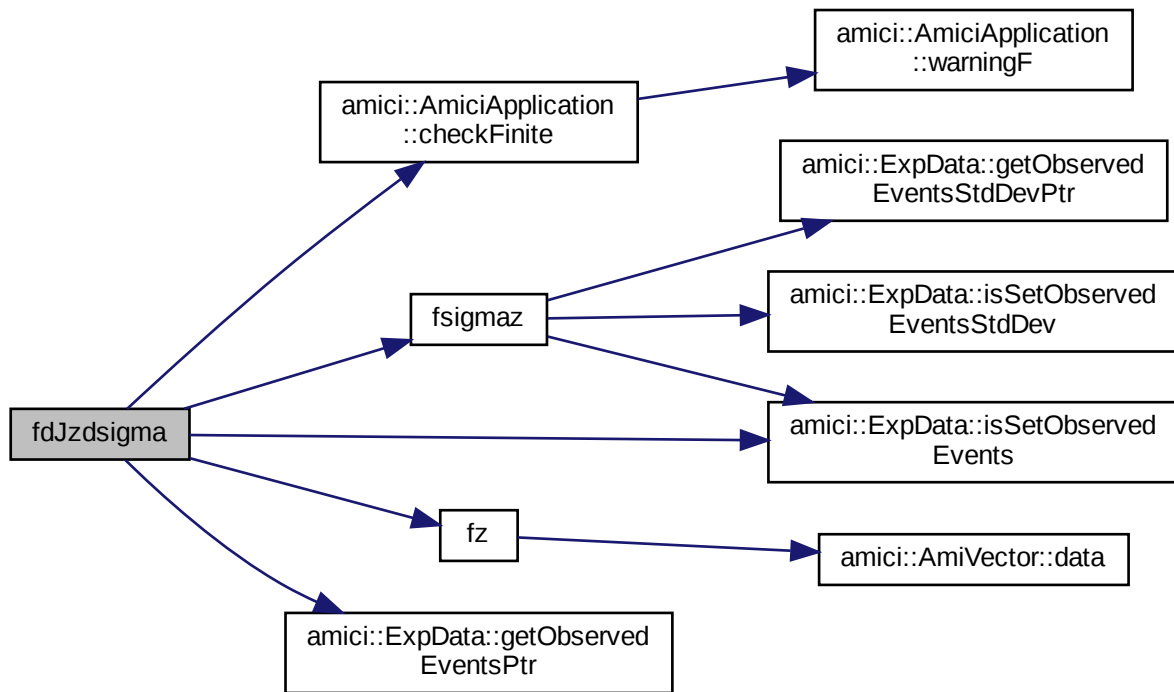 amici::AmiciApplication
::warningF
amici::AmiciApplication
::checkFinite
amici::ExpData::getObserved
EventsStdDevPtr
amici::ExpData::isSetObserved
EventsStdDev
fsigmaz
fdJzdsigma
amici::ExpData::isSetObserved
Events
fz
amici::AmiVector::data
amici::ExpData::getObserved
EventsPtr